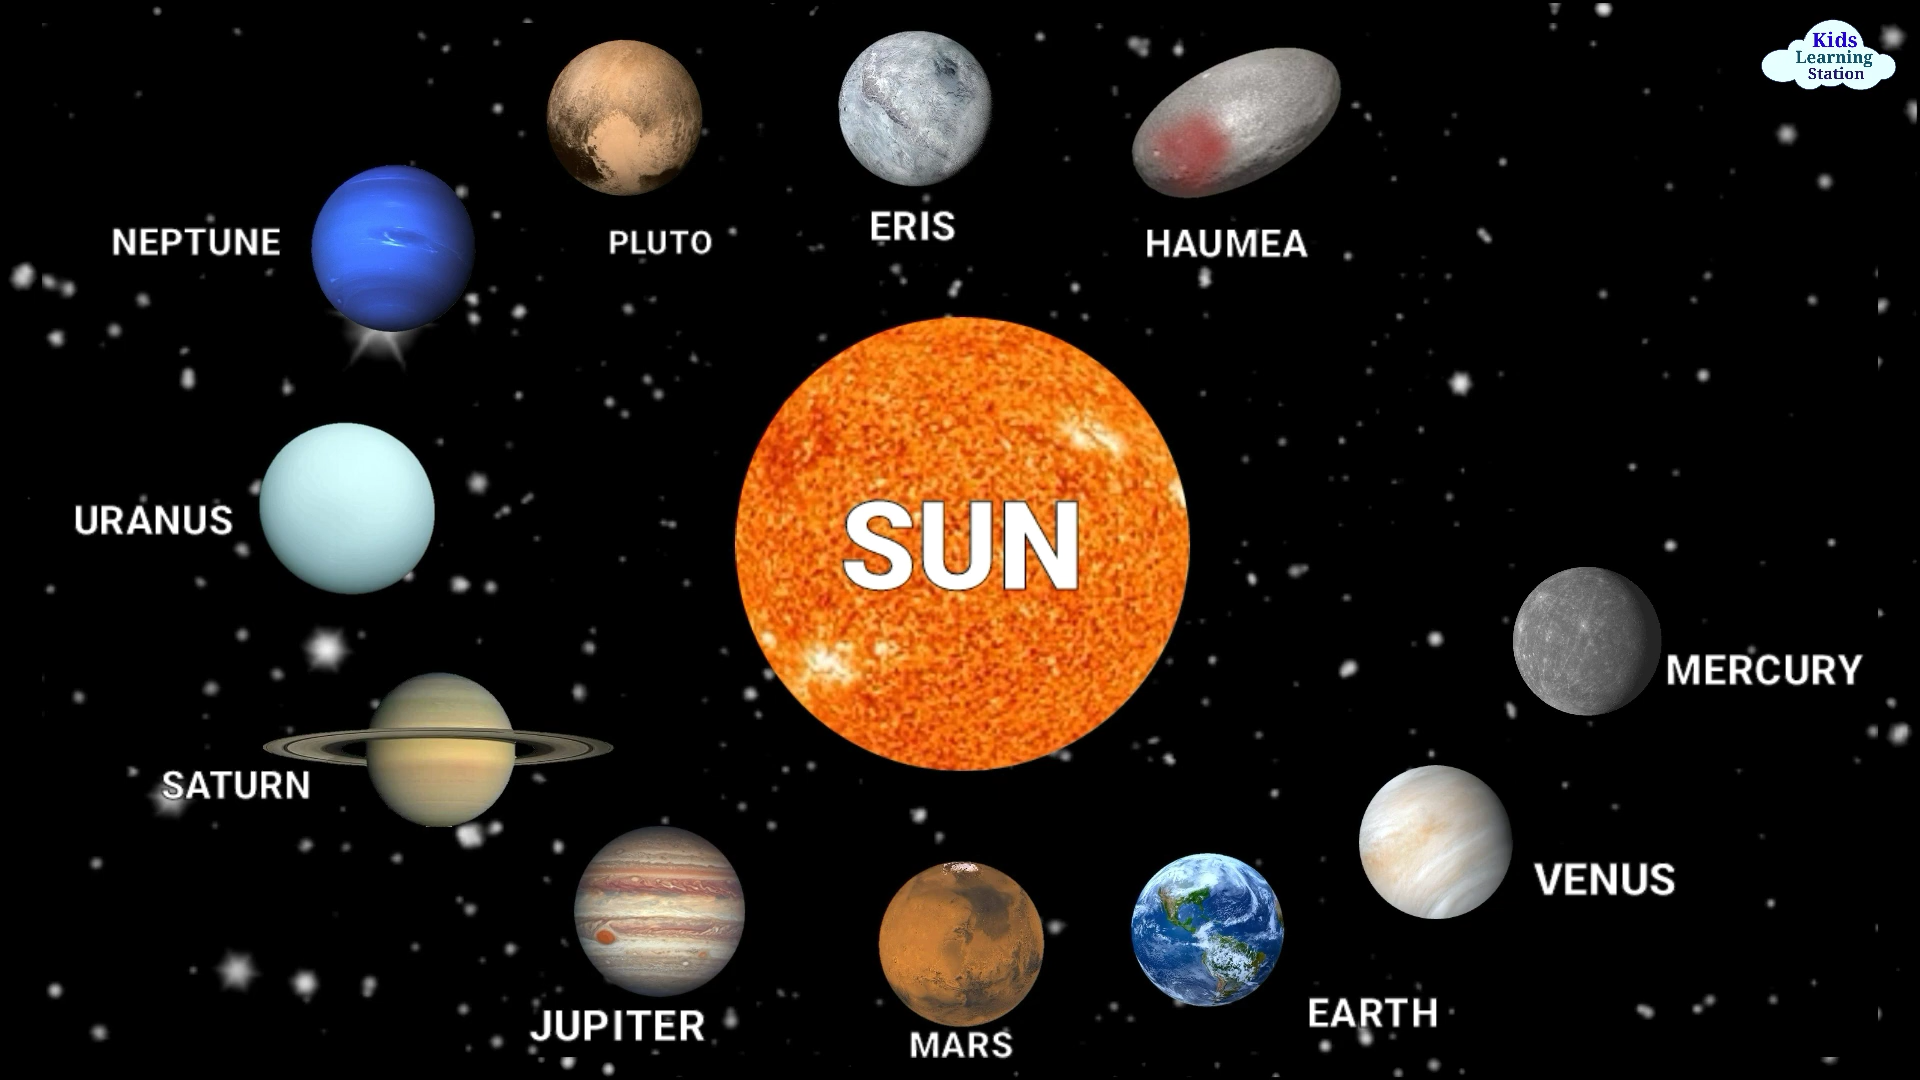 Kids
Learning
Station
PLUTO
ERIS
HAUMEA
NEPTUNE
SUN
URANUS
MERCURY
SATURN
VENUS
JUPITER
MARS
EARTH